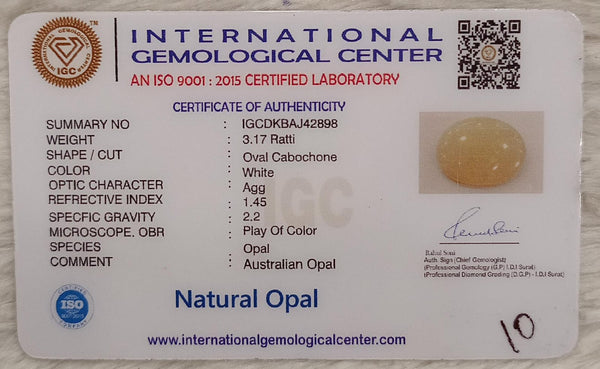 INTERNATIONAL
GEMOLOGICAL CENTER
AN ISO 9001 : 2015 CERTIFIED LABORATORY
IGC
TM
CERTIFICATE OF AUTHENTICITY
SUMMARY NO : IGCDKBAJ42898
WEIGHT : 3.17 Ratti
SHAPE / CUT : Oval Cabochone
COLOR : White
OPTIC CHARACTER : Agg
REFRACTIVE INDEX : 1.45
SPECFIC GRAVITY : 2.2
MICROSCOPE. OBR : Play Of Color
SPECIES : Opal
COMMENT : Australian Opal
IGC
Rahul Soni
Auth. Sign (Chief Gemologist)
(Professional Gemology (G.P) I.D.I Surat)
(Professional Diamond Grading (D.G.P) - I.D.I Surat)
ISO
Natural Opal
www.internationalgemologicalcenter.com
10